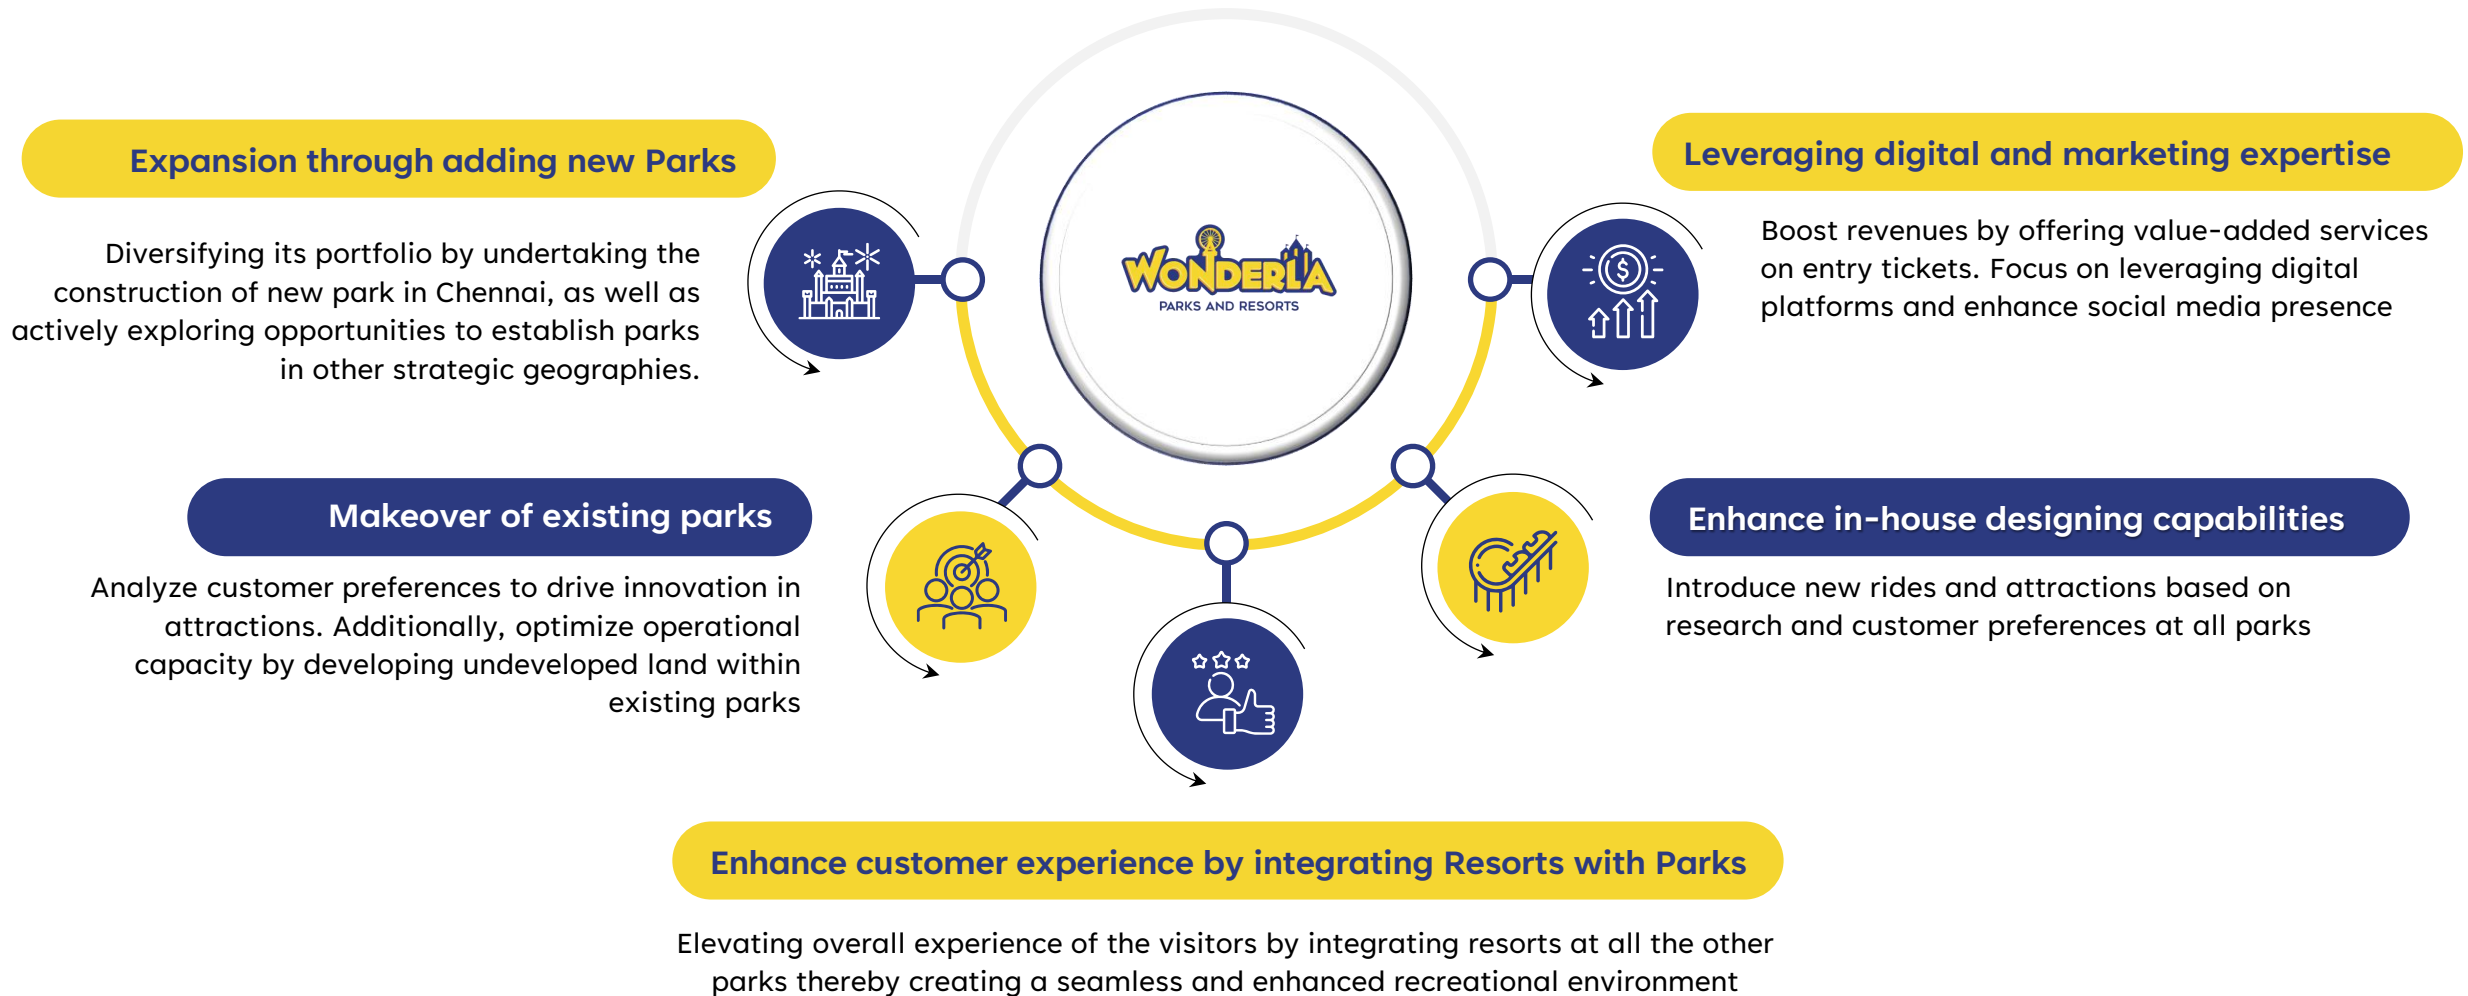 Expansion through adding new Parks
Diversifying its portfolio by undertaking the
construction of new park in Chennai, as well as
actively exploring opportunities to establish parks
in other strategic geographies.
Makeover of existing parks
Analyze customer preferences to drive innovation in
attractions. Additionally, optimize operational
capacity by developing undeveloped land within
existing parks
WONDERLA
PARKS AND RESORTS
$
Leveraging digital and marketing expertise
Boost revenues by offering value-added services
on entry tickets. Focus on leveraging digital
platforms and enhance social media presence
Enhance in-house designing capabilities
Introduce new rides and attractions based on
research and customer preferences at all parks
Enhance customer experience by integrating Resorts with Parks
Elevating overall experience of the visitors by integrating resorts at all the other
parks thereby creating a seamless and enhanced recreational environment